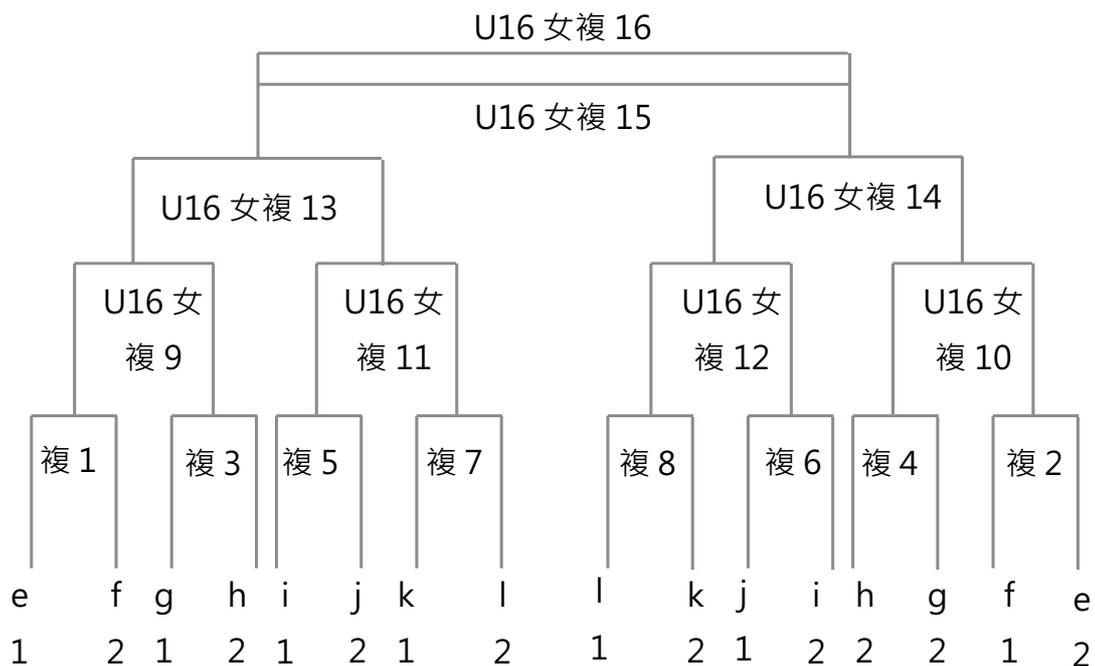 U16 女複 16
U16 女複 15
U16 女複 13
U16 女複 14
U16 女
複 9
U16 女
複 11
U16 女
複 12
U16 女
複 10
複 1
複 3
複 5
複 7
複 8
複 6
複 4
複 2
e f g h i j k l l k j i h g f e
1 2 1 2 1 2 1 2 1 2 1 2 2 2 1 2